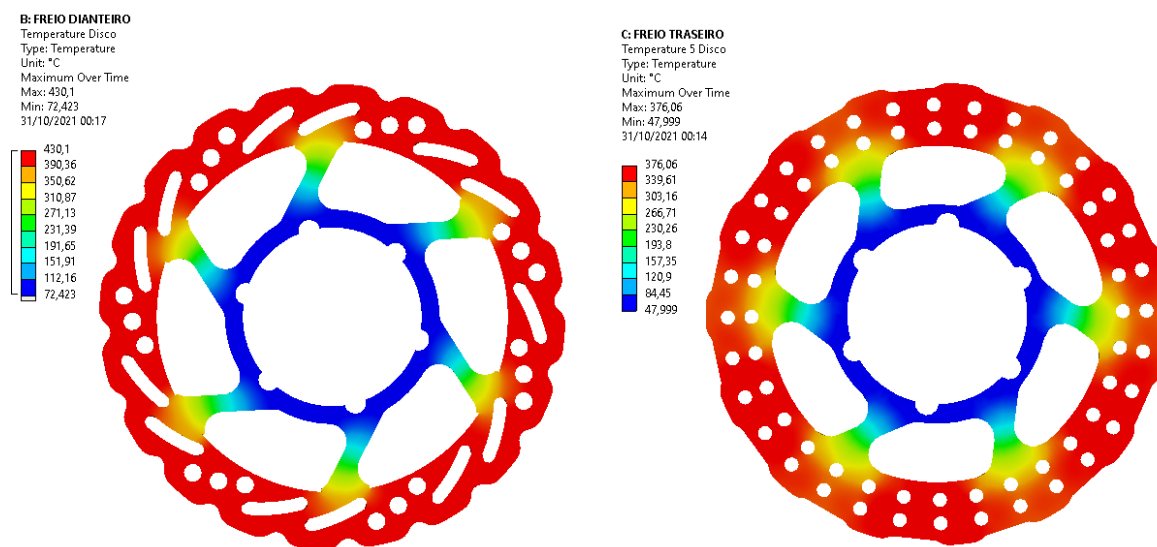 B: FREIO DIANTEIRO
Temperature Disco
Type: Temperature
Unit: °C
Maximum Over Time
Max: 430,1
Min: 72,423
31/10/2021 00:17
430,1
390,36
350,62
310,87
271,13
231,39
191,65
151,91
112,16
72,423
C: FREIO TRASEIRO
Temperature 5 Disco
Type: Temperature
Unit: °C
Maximum Over Time
Max: 376,06
Min: 47,999
31/10/2021 00:14
376,06
339,61
303,16
266,71
230,26
193,8
157,35
120,9
84,45
47,999